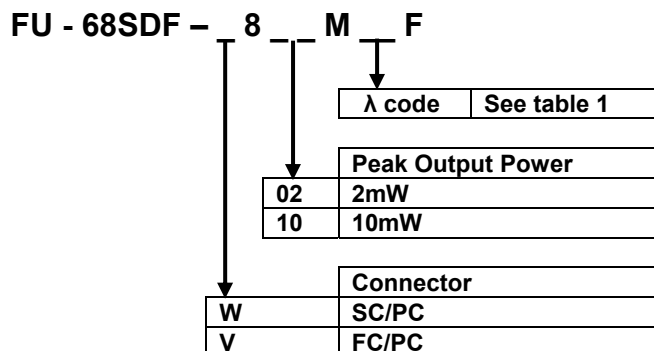 FU - 68SDF – _ 8 _ _ M __ F
λ code See table 1
Peak Output Power
02 2mW
10 10mW
Connector
W SC/PC
V FC/PC